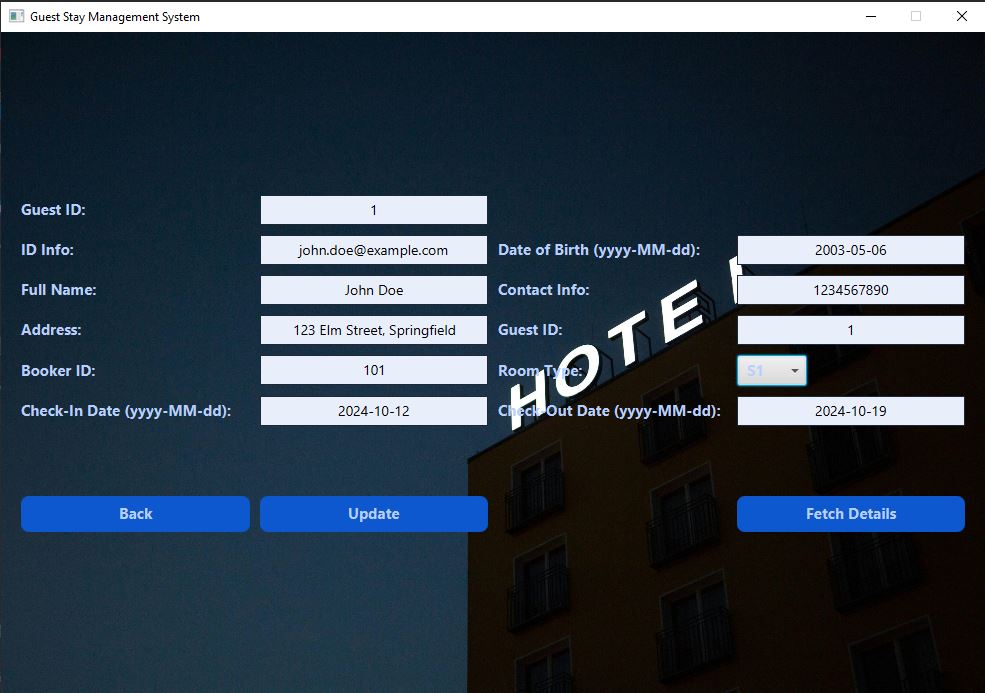 Guest Stay Management System
Guest ID: 1
ID Info: john.doe@example.com Date of Birth (yyyy-MM-dd): 2003-05-06
Full Name: John Doe Contact Info: 1234567890
Address: 123 Elm Street, Springfield Guest ID: 1
Booker ID: 101 Room Type: S1
Check-In Date (yyyy-MM-dd): 2024-10-12 Check-Out Date (yyyy-MM-dd): 2024-10-19
HOTE
Back Update Fetch Details